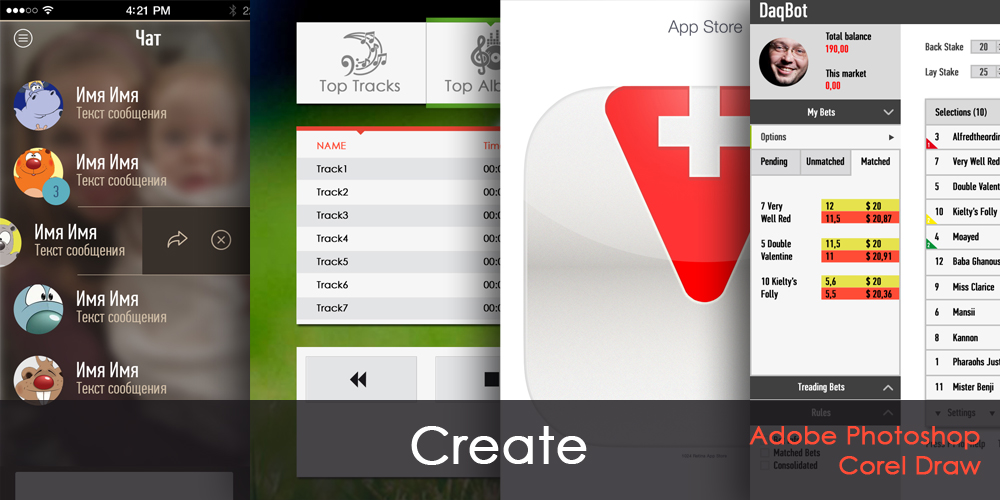 4:21 PM
Чат
Имя Имя
Текст сообщения
Имя Имя
Текст сообщения
3
Имя Имя
Текст сообщения
Имя Имя
Текст сообщения
Имя Имя
Текст сообщения
Top Tracks
Top Alb
NAME Time
Track1 00:0
Track2 00:0
Track3 00:0
Track4 00:0
Track5 00:0
Track6 00:0
Track7 00:0
App Store
DaqBot
Total balance
190,00
This market
0,00
My Bets
Options
Pending Unmatched Matched
7 Very Well Red 12 $ 20
11,5 $ 20,87
5 Double Valentine 11,5 $ 20
11 $ 20,91
10 Kielty's Folly 5,6 $ 20
5,5 $ 20,36
Treading Bets
Rules
Matched Bets
Consolidated
Back Stake 20
Lay Stake 25
Selections (10)
3 Alfredtheordin
7 Very Well Red
5 Double Valent
10 Kielty's Folly
4 Moayed
12 Baba Ghanous
9 Miss Clarice
6 Mansii
8 Kannon
1 Pharaohs Just
11 Mister Benji
Settings
Create
Adobe Photoshop
Corel Draw